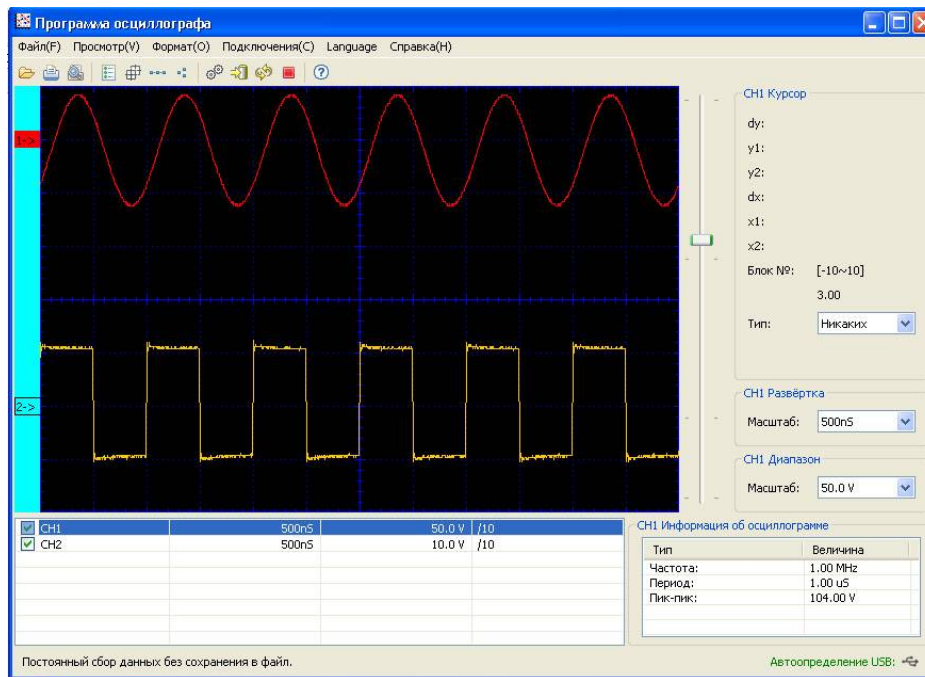 Программа осциллографа
Файл(F) Просмотр(V) Формат(O) Подключения(C) Language Справка(H)
1->
2->
CH1 Курсор
dy:
y1:
y2:
dx:
x1:
x2:
Блок №: [-10~10]
3.00
Тип: Никаких
CH1 Развёртка
Масштаб: 500nS
CH1 Диапазон
Масштаб: 50.0 V
CH1 500nS 50.0 V /10
CH2 500nS 10.0 V /10
CH1 Информация об осциллограмме
Тип Величина
Частота: 1.00 MHz
Период: 1.00 uS
Пик-пик: 104.00 V
Постоянный сбор данных без сохранения в файл.
Автоопределение USB: